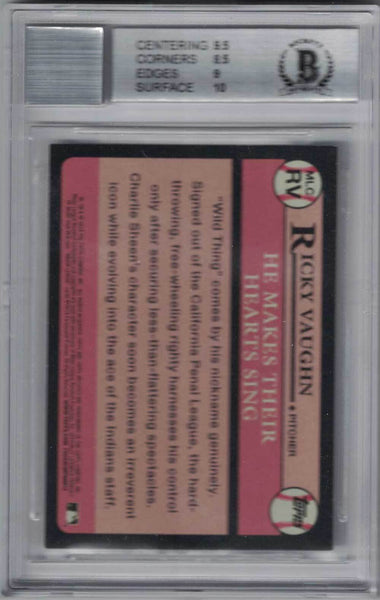 CENTERING 9.5
CORNERS 8.5
EDGES 9
SURFACE 10
BECKETT
B
MLC
RV
RICKY VAUGHN
PITCHER
Topps
HE MAKES THEIR
HEARTS SING
"Wild Thing" comes by his nickname genuinely.
Signed out of the California Penal League, the hard-
throwing, free-wheeling righty harnesses his control
only after securing less-than-flattering spectacles.
Charlie Sheen's character soon becomes an irreverent
icon while evolving into the ace of the Indians staff.